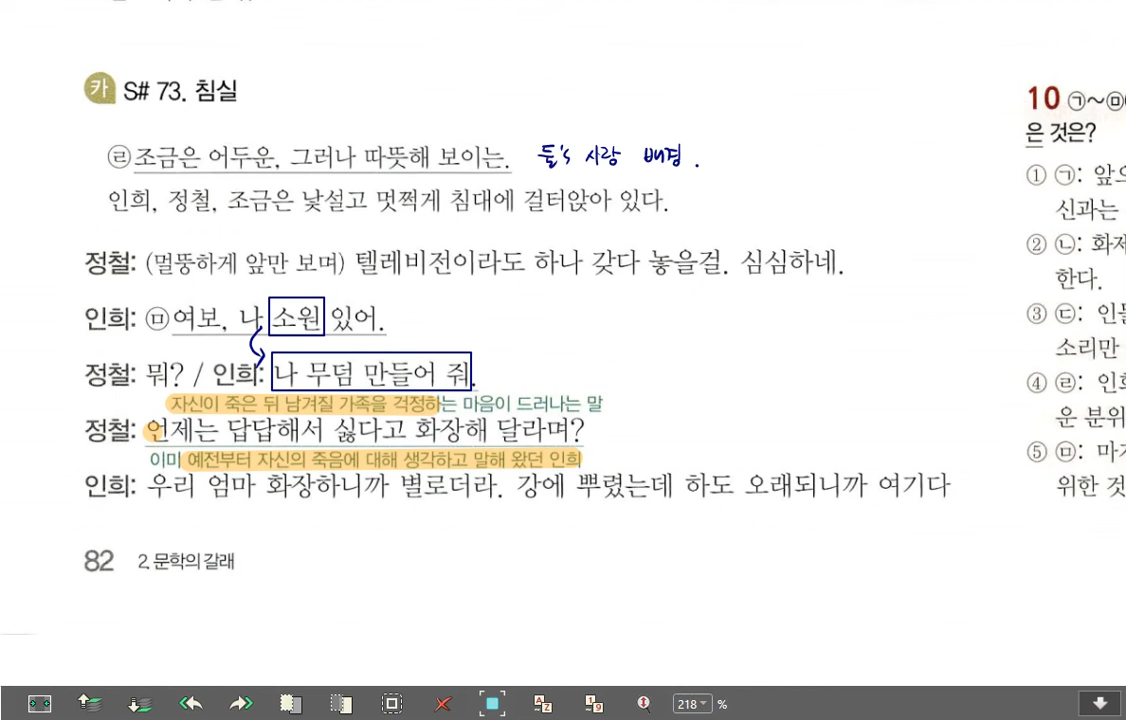 카 S# 73. 침실
㉣조금은 어두운, 그러나 따뜻해 보이는. 둘's 사랑 배경.
인희, 정철, 조금은 낯설고 멋쩍게 침대에 걸터앉아 있다.
정철: (멀뚱하게 앞만 보며) 텔레비전이라도 하나 갖다 놓을걸. 심심하네.
인희: ㉤여보, 나 소원 있어.
정철: 뭐? / 인희: 나 무덤 만들어 줘.
자신이 죽은 뒤 남겨질 가족을 걱정하는 마음이 드러나는 말
정철: 언제는 답답해서 싫다고 화장해 달라며?
이미 예전부터 자신의 죽음에 대해 생각하고 말해 왔던 인희
인희: 우리 엄마 화장하니까 별로더라. 강에 뿌렸는데 하도 오래되니까 여기다
82 2. 문학의 갈래
10 ㉠~㉤
은 것은?
① ㉠: 앞으
신과는
② ㉡: 화제
한다.
③ ㉢: 인
소리만
④ ㉣: 인희
운 분위
⑤ ㉤: 마지
위한 것
218 %